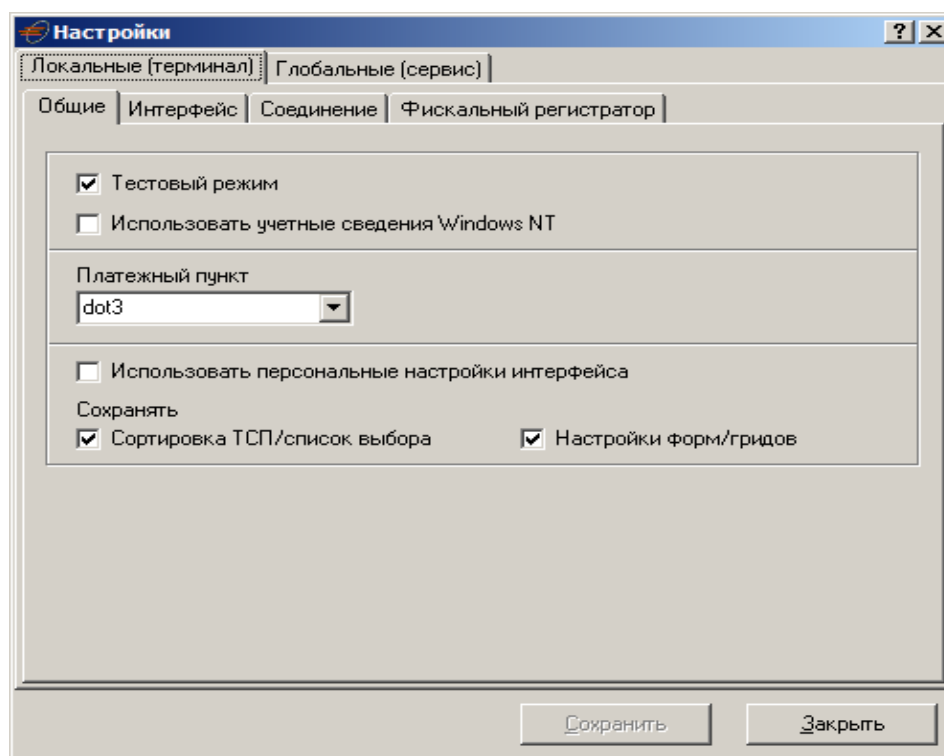 Настройки
Локальные (терминал) Глобальные (сервис)
Общие Интерфейс Соединение Фискальный регистратор
Тестовый режим
Использовать учетные сведения Windows NT
Платежный пункт
dot3
Использовать персональные настройки интерфейса
Сохранять
Сортировка ТСП/список выбора Настройки форм/гридов
Сохранить Закрыть